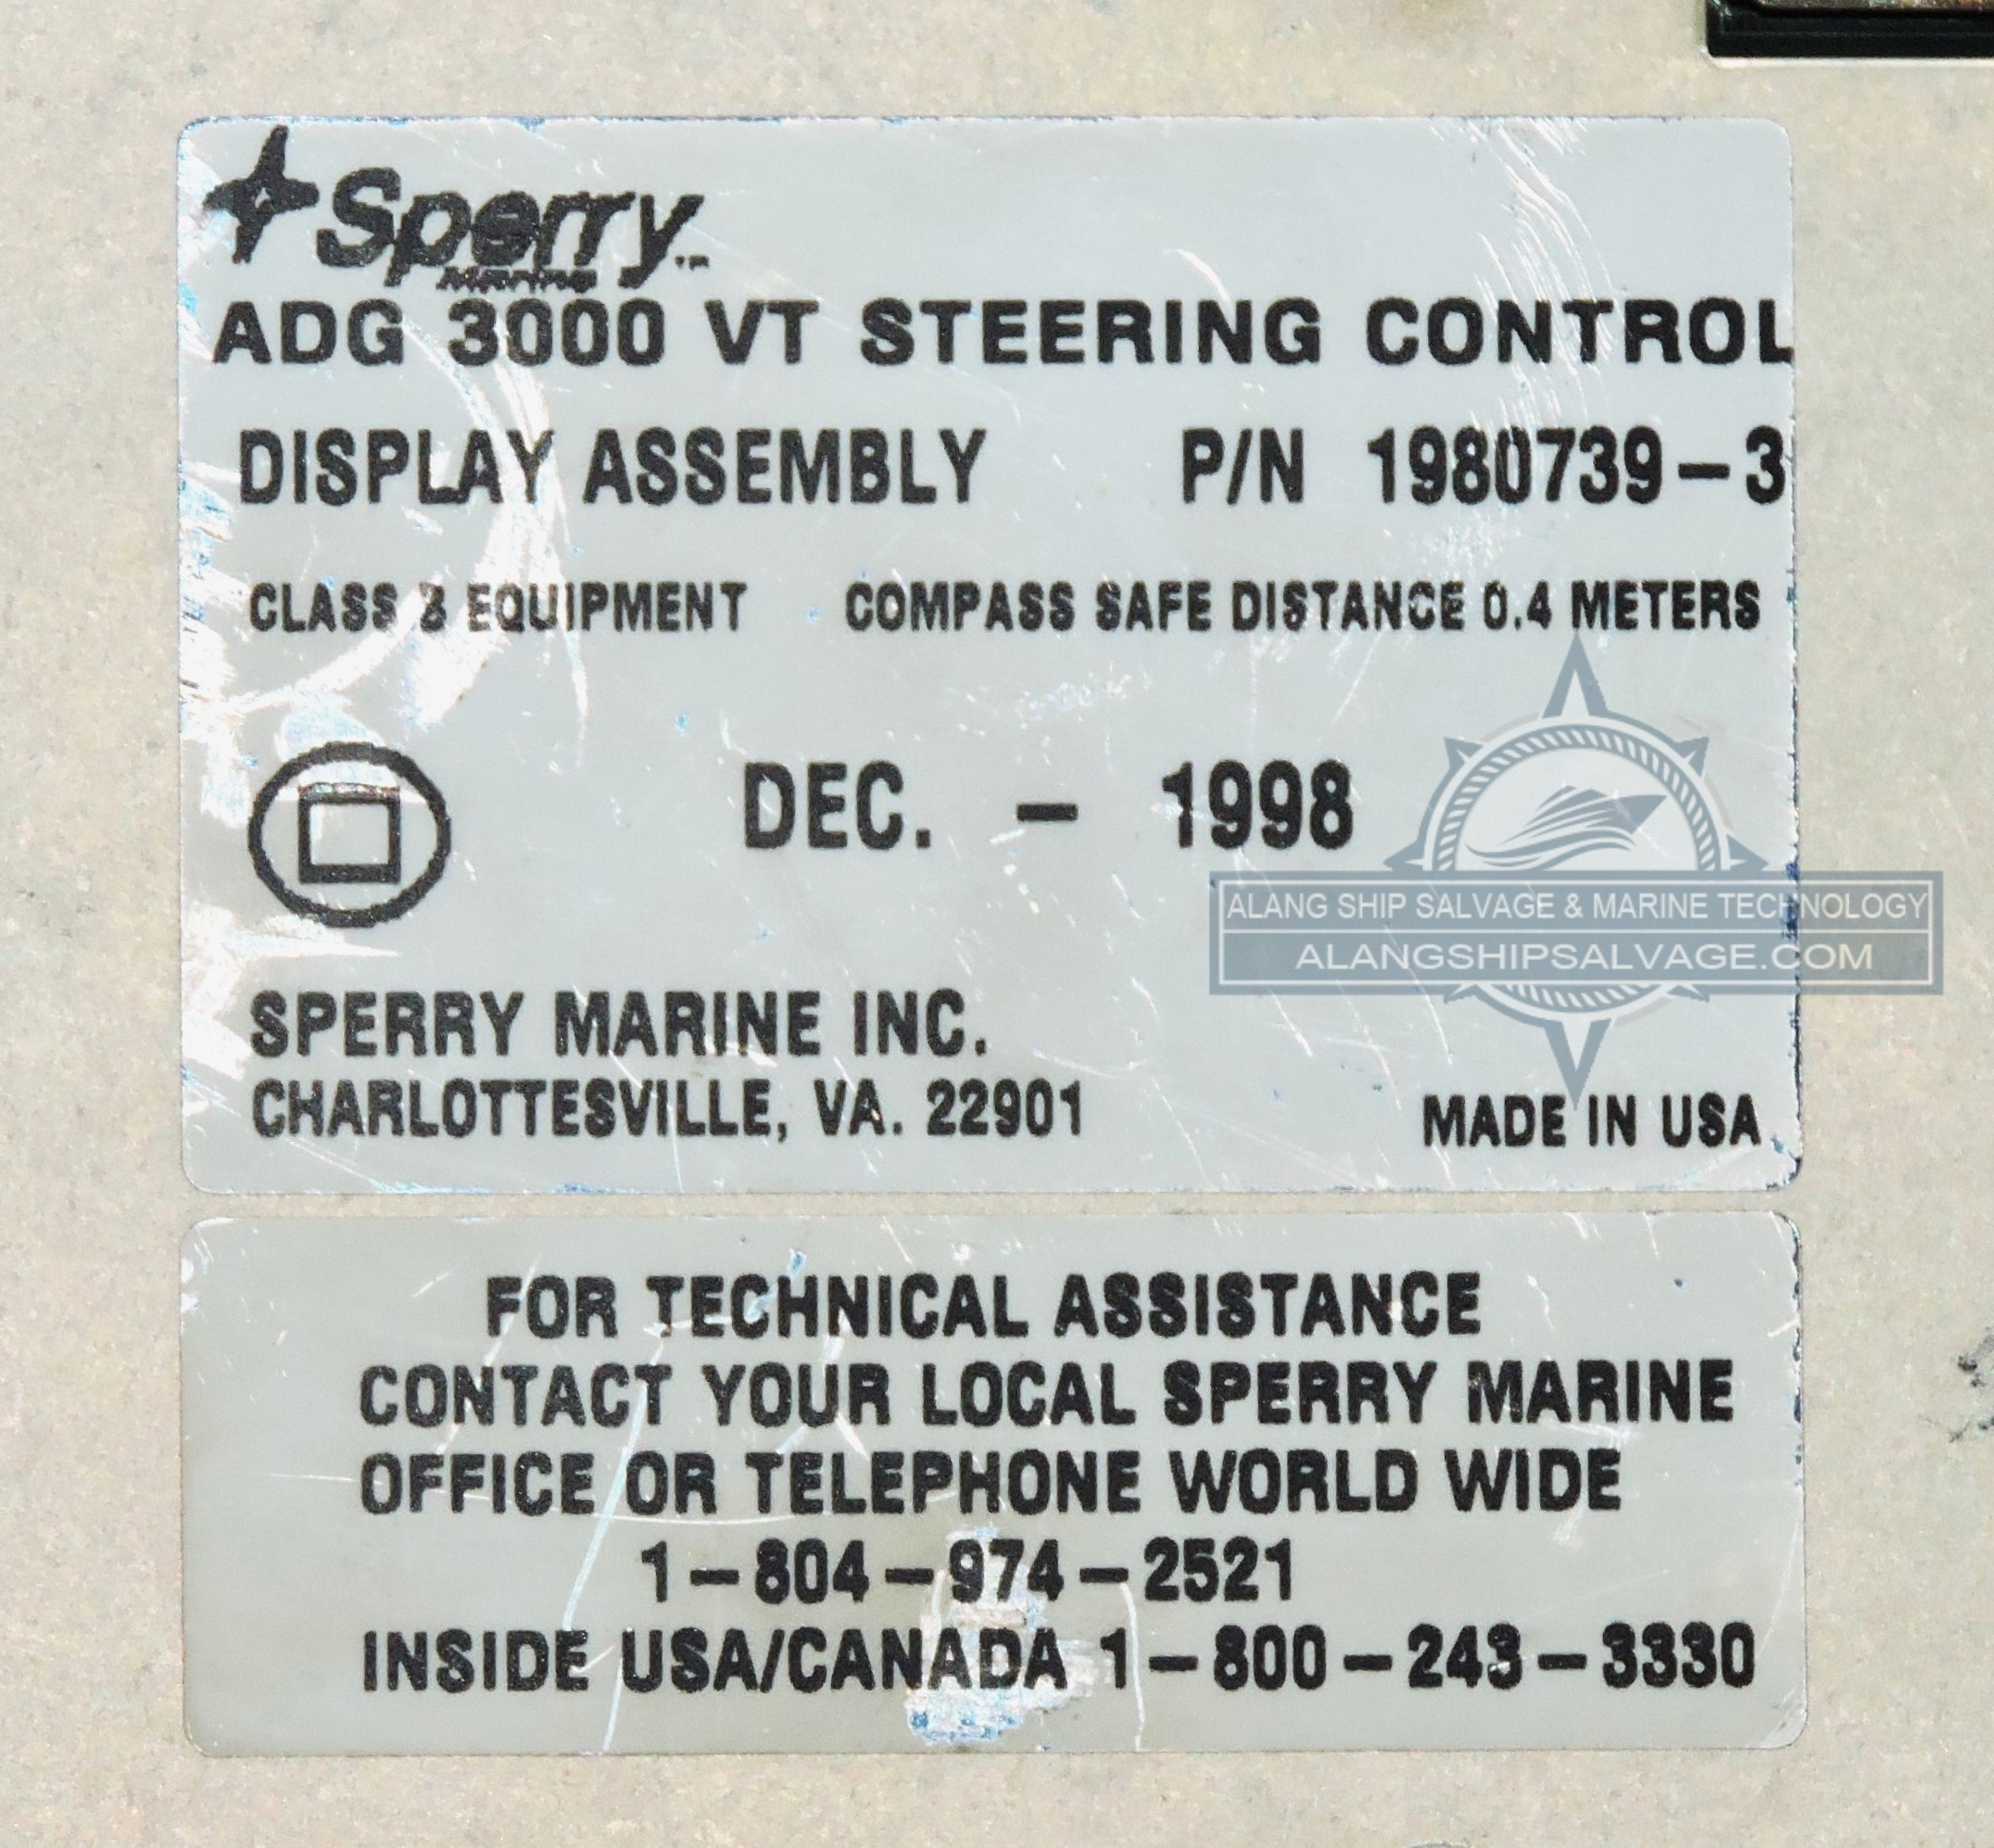 Sperry™
Marine
ADG 3000 VT STEERING CONTROL
DISPLAY ASSEMBLY P/N 1980739-3
CLASS B EQUIPMENT COMPASS SAFE DISTANCE 0.4 METERS
DEC. - 1998
ALANG SHIP SALVAGE & MARINE TECHNOLOGY
ALANGSHIPSALVAGE.COM
SPERRY MARINE INC.
CHARLOTTESVILLE, VA. 22901
MADE IN USA
FOR TECHNICAL ASSISTANCE
CONTACT YOUR LOCAL SPERRY MARINE
OFFICE OR TELEPHONE WORLD WIDE
1-804-974-2521
INSIDE USA/CANADA 1-800-243-3330